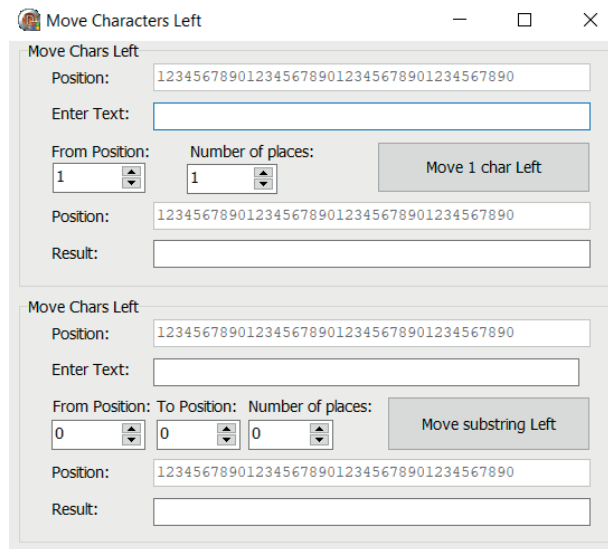 Move Characters Left
Move Chars Left
Position: 1234567890123456789012345678901234567890
Enter Text:
From Position: Number of places:
1 1 Move 1 char Left
Position: 1234567890123456789012345678901234567890
Result:
Move Chars Left
Position: 1234567890123456789012345678901234567890
Enter Text:
From Position: To Position: Number of places:
0 0 0 Move substring Left
Position: 1234567890123456789012345678901234567890
Result: